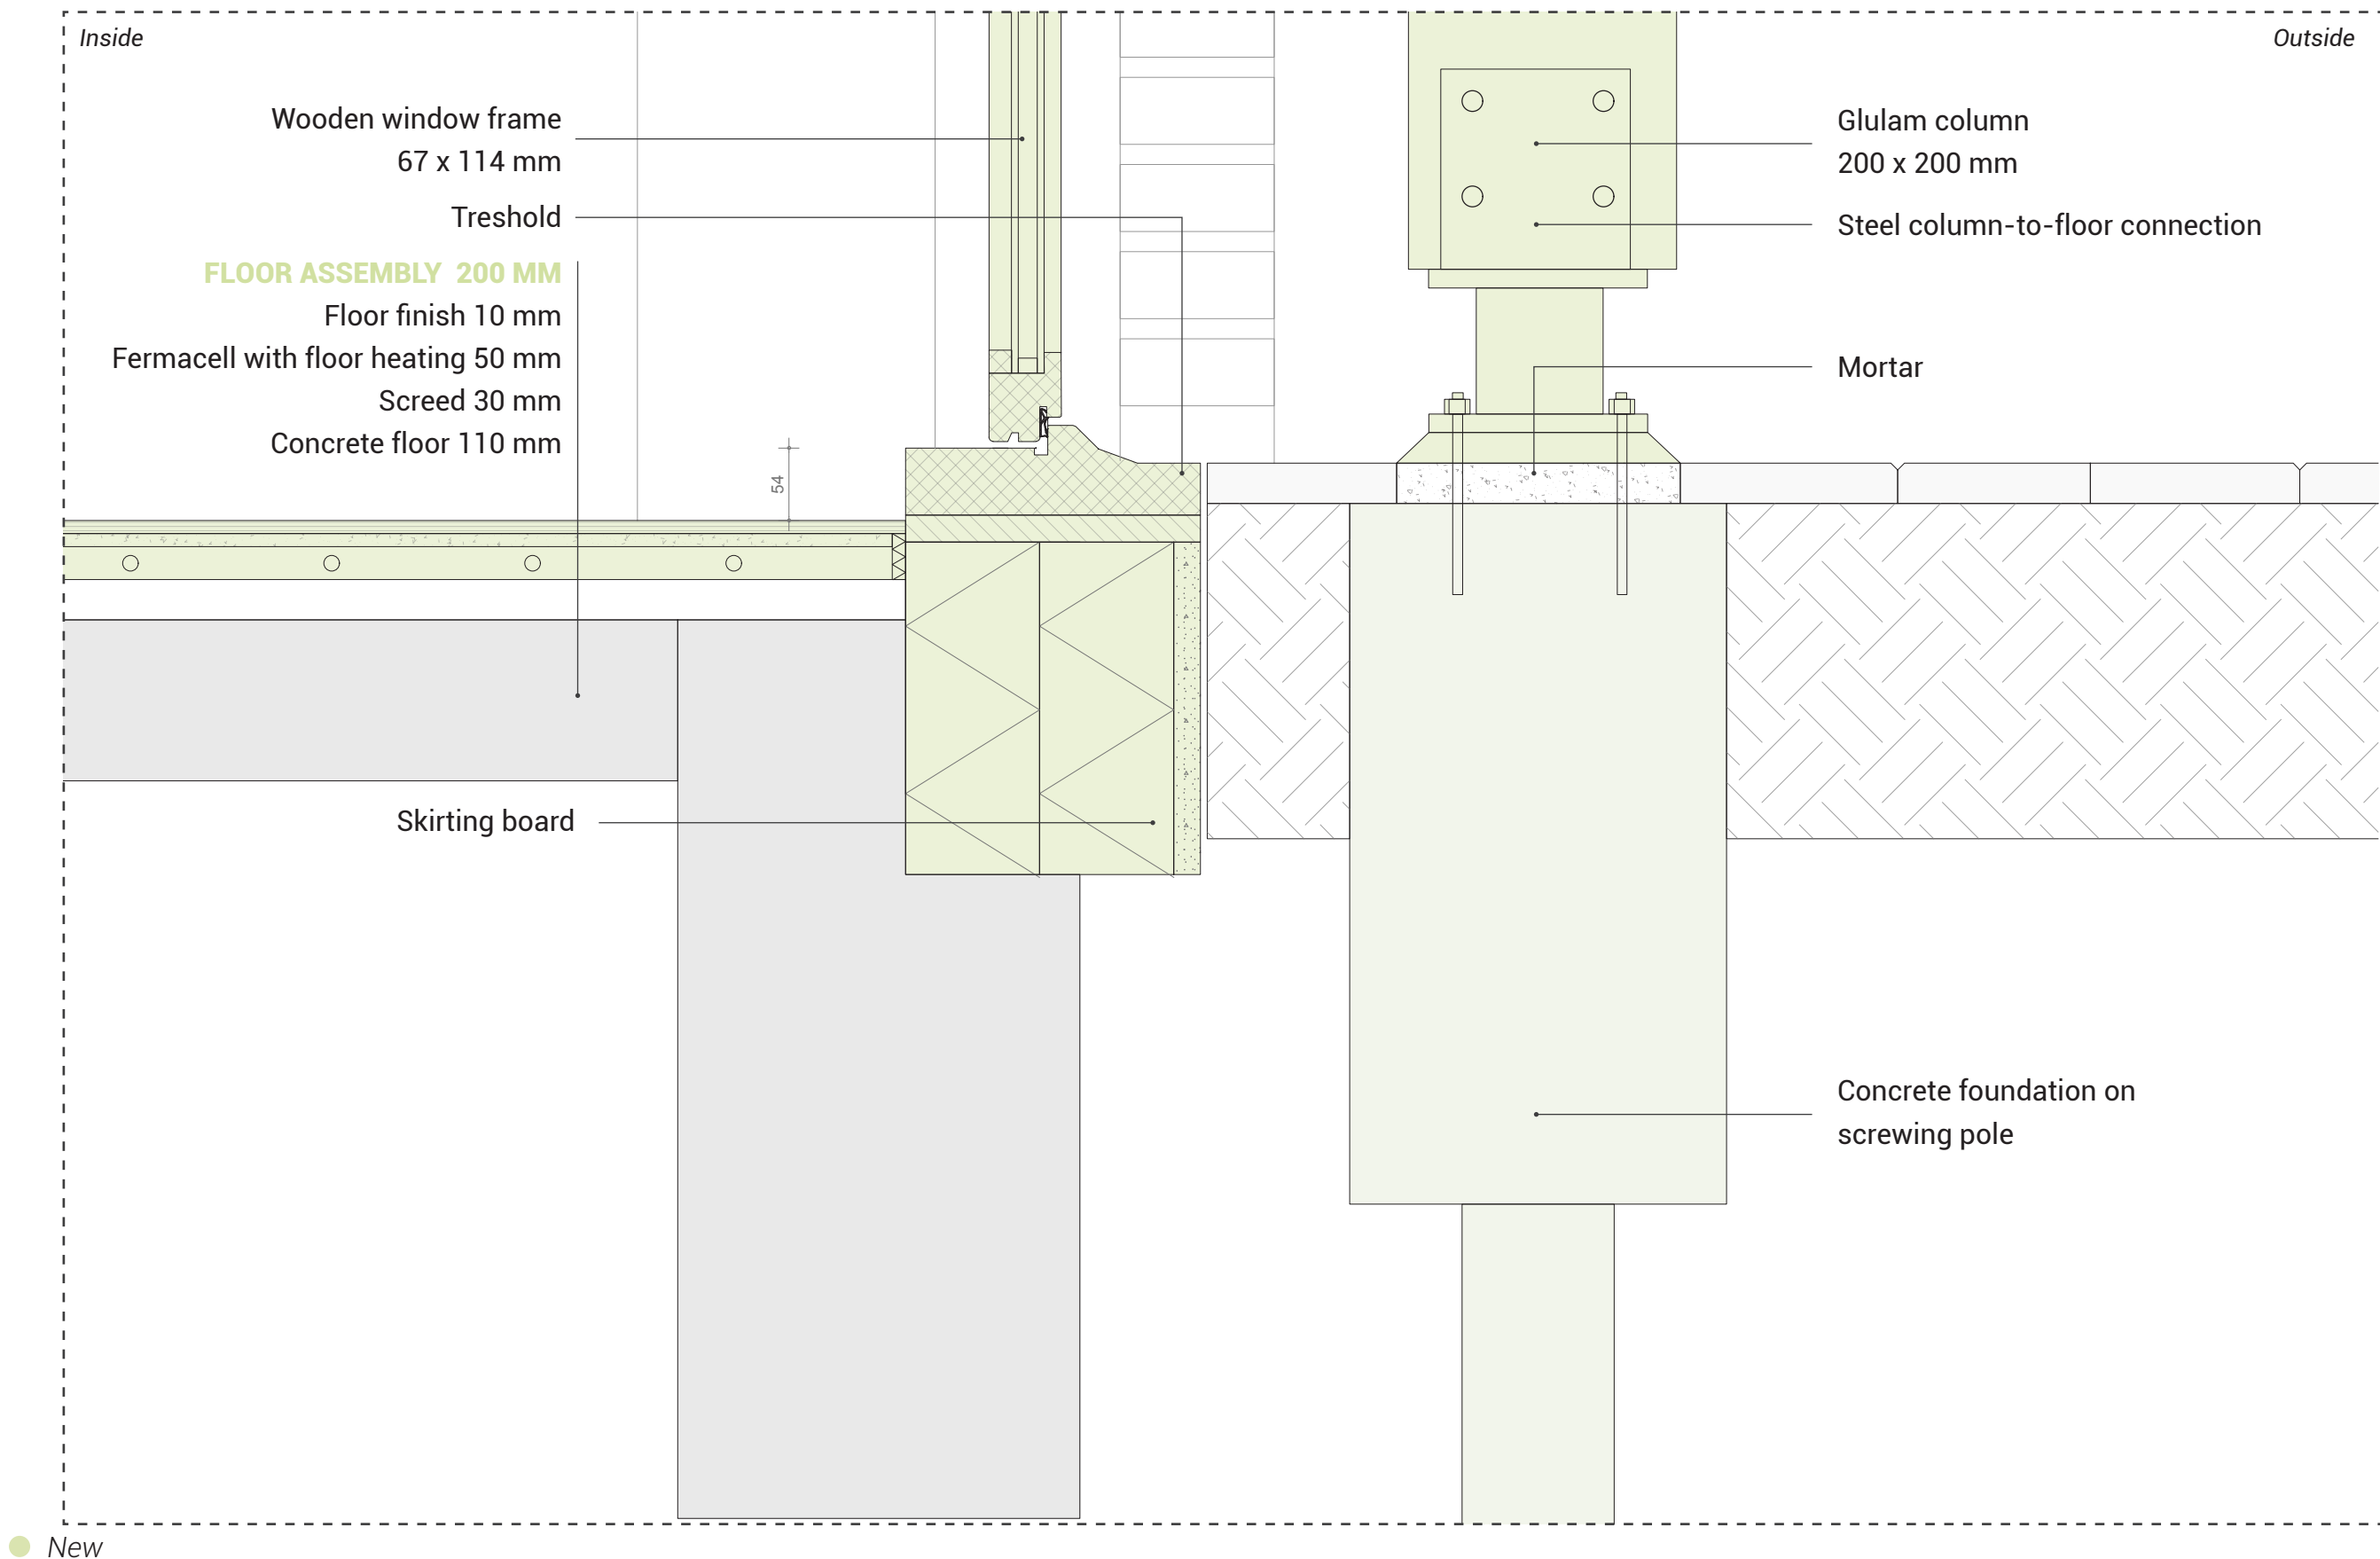 Inside
Outside
Wooden window frame
67 x 114 mm
Treshold
FLOOR ASSEMBLY  200 MM
Floor finish 10 mm
Fermacell with floor heating 50 mm
Screed 30 mm
Concrete floor 110 mm
54
Skirting board
Glulam column
200 x 200 mm
Steel column-to-floor connection
Mortar
Concrete foundation on
screwing pole
New